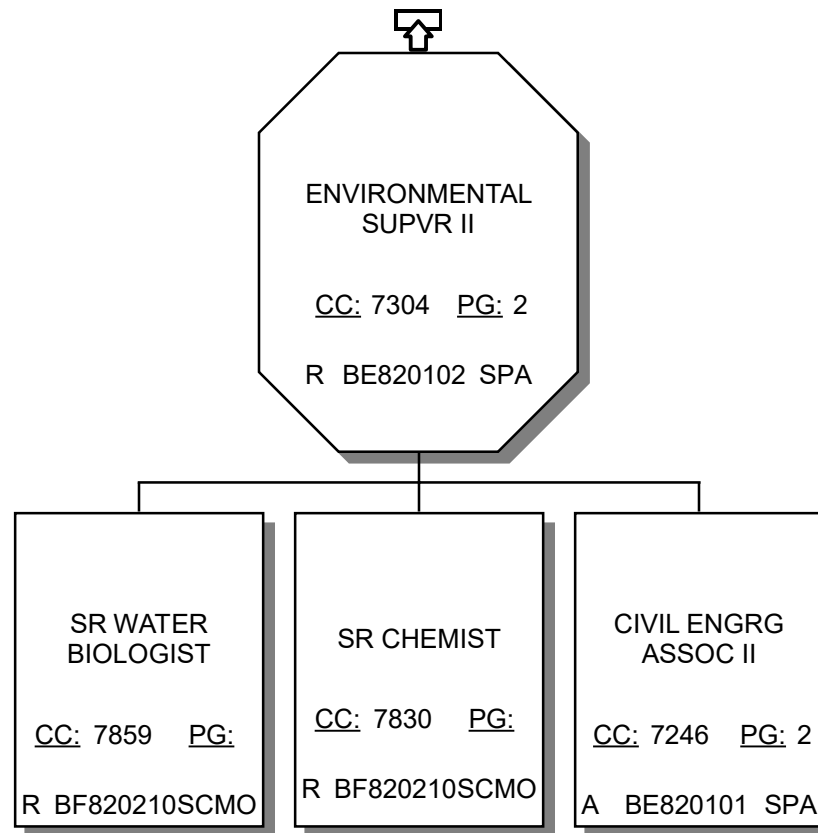 ENVIRONMENTAL
SUPVR II
CC: 7304 PG: 2
R BE820102 SPA
SR WATER
BIOLOGIST
CC: 7859 PG:
R BF820210SCMO
SR CHEMIST
CC: 7830 PG:
R BF820210SCMO
CIVIL ENGRG
ASSOC II
CC: 7246 PG: 2
A BE820101 SPA